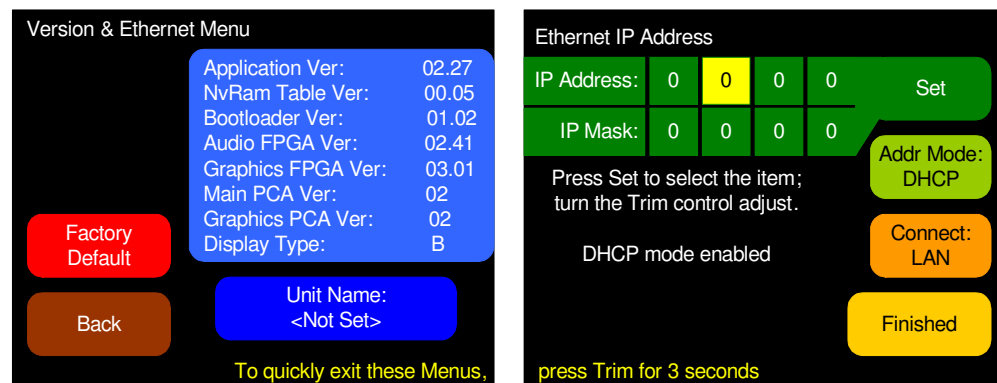 Version & Ethernet Menu
Application Ver: 02.27
NvRam Table Ver: 00.05
Bootloader Ver: 01.02
Audio FPGA Ver: 02.41
Graphics FPGA Ver: 03.01
Main PCA Ver: 02
Graphics PCA Ver: 02
Display Type: B
Factory
Default
Back
Unit Name:
<Not Set>
To quickly exit these Menus,
Ethernet IP Address
IP Address: 0 0 0 0
Set
IP Mask: 0 0 0 0
Addr Mode:
DHCP
Press Set to select the item;
turn the Trim control adjust.
DHCP mode enabled
Connect:
LAN
Finished
press Trim for 3 seconds